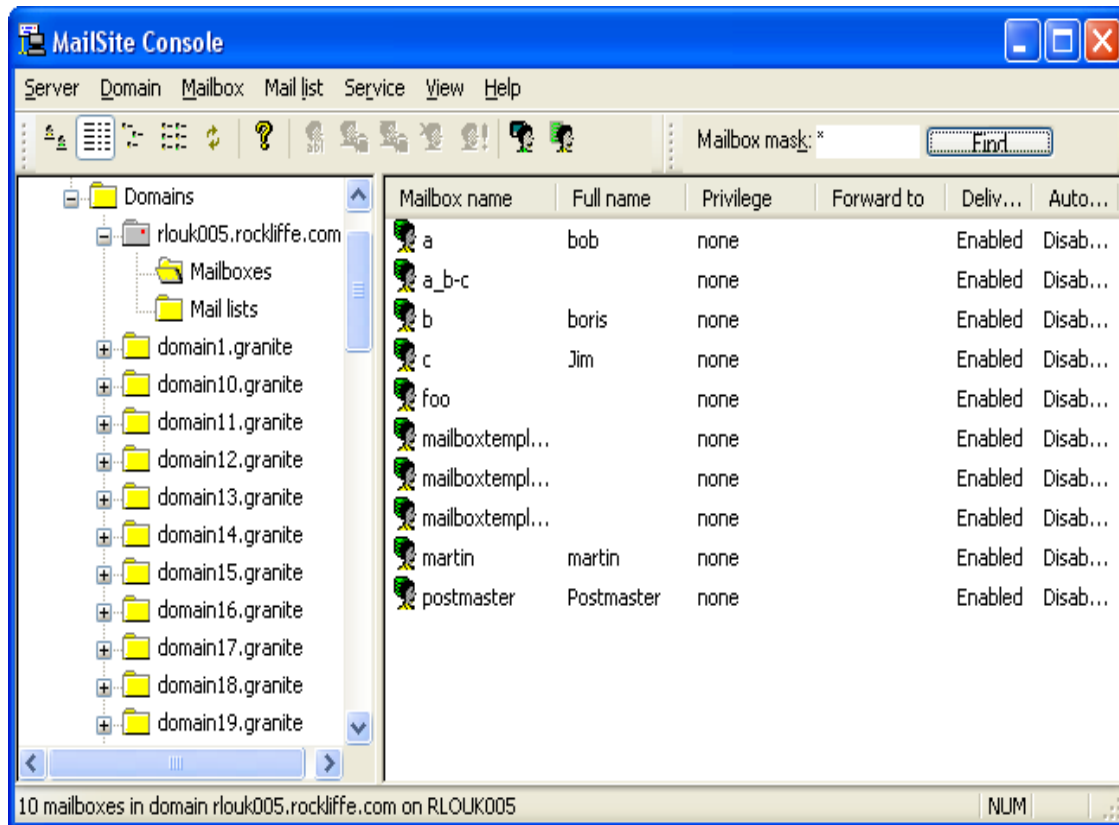 MailSite Console
Server Domain Mailbox Mail list Service View Help
Mailbox mask: * Find
Domains
rlouk005.rockliffe.com
Mailboxes
Mail lists
domain1.granite
domain10.granite
domain11.granite
domain12.granite
domain13.granite
domain14.granite
domain15.granite
domain16.granite
domain17.granite
domain18.granite
domain19.granite
Mailbox name Full name Privilege Forward to Deliv... Auto...
a bob none Enabled Disab...
a_b-c none Enabled Disab...
b boris none Enabled Disab...
c Jim none Enabled Disab...
foo none Enabled Disab...
mailboxtempl... none Enabled Disab...
mailboxtempl... none Enabled Disab...
mailboxtempl... none Enabled Disab...
martin martin none Enabled Disab...
postmaster Postmaster none Enabled Disab...
10 mailboxes in domain rlouk005.rockliffe.com on RLOUK005 NUM